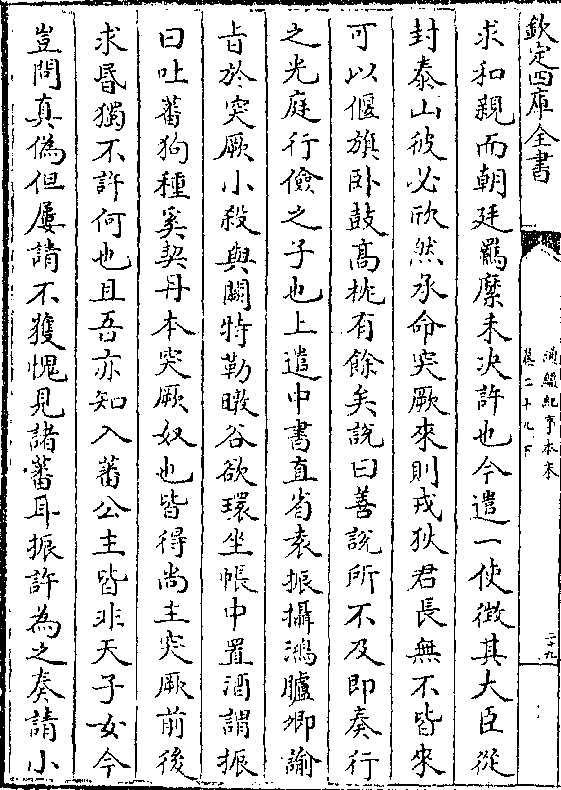 欽定四庫全書
通鑑紀事本末
卷二十九下
二十九
求和親而朝廷羈縻未決許也今遣一使徴其大臣從
封泰山彼必欣然承命突厥來則戎狄君長無不皆來
可以偃旗卧鼓髙枕有餘矣說曰善說所不及即奏行
之光庭行儉之子也上遣中書直省袁振攝鴻臚卿諭
㫖於突厥小殺與闕特勒暾谷欲環坐帳中置酒謂振
曰吐蕃狗種奚契丹本突厥奴也皆得尚主突厥前後
求昏獨不許何也且吾亦知入蕃公主皆非天子女今
豈問真偽但屢請不獲愧見諸蕃耳振許為之奏請小